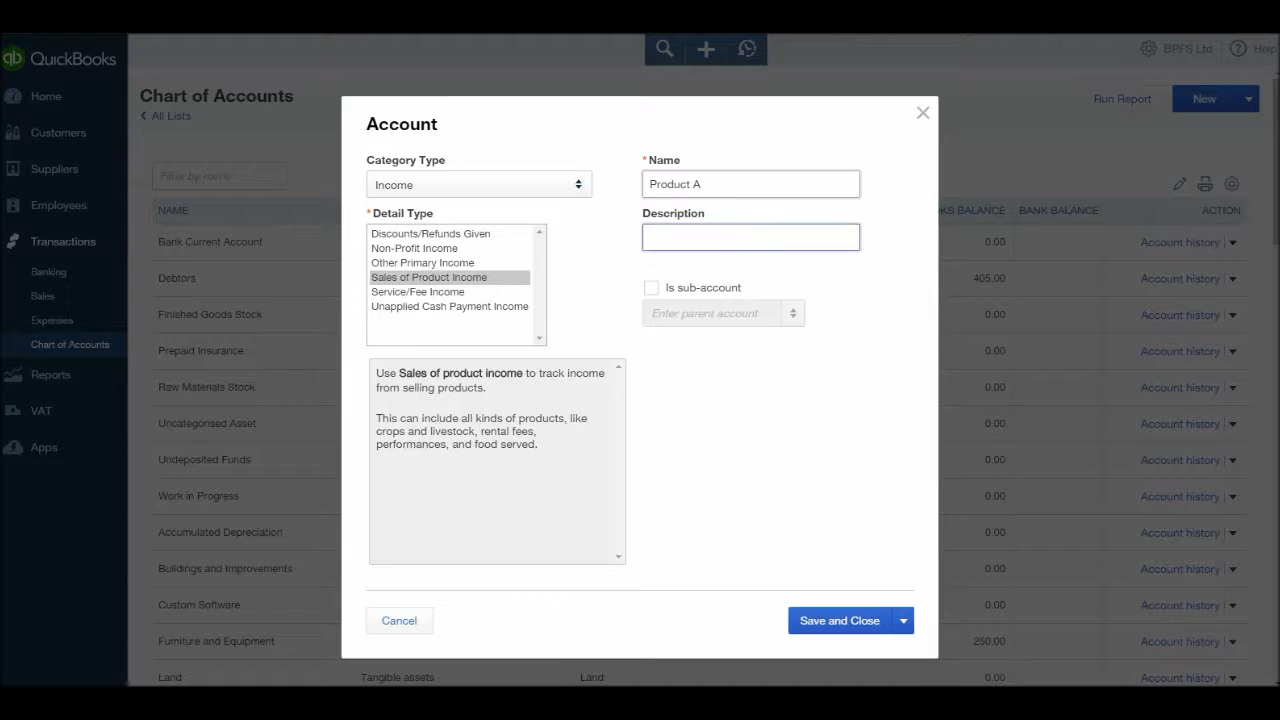 qb QuickBooks
BPFS Ltd
Help
Home
Customers
Suppliers
Employees
Transactions
Banking
Sales
Expenses
Chart of Accounts
Reports
VAT
Apps
Chart of Accounts
All Lists
Run Report
New
Filter by name
NAME
KS BALANCE BANK BALANCE ACTION
Bank Current Account 0.00 Account history
Debtors 405.00 Account history
Finished Goods Stock 0.00 Account history
Prepaid Insurance 0.00 Account history
Raw Materials Stock 0.00 Account history
Uncategorised Asset 0.00 Account history
Undeposited Funds 0.00 Account history
Work in Progress 0.00 Account history
Accumulated Depreciation 0.00 Account history
Buildings and Improvements 0.00 Account history
Custom Software 0.00 Account history
Furniture and Equipment 250.00 Account history
Land Tangible assets Land 0.00 Account history
Account
Category Type
Income
* Detail Type
Discounts/Refunds Given
Non-Profit Income
Other Primary Income
Sales of Product Income
Service/Fee Income
Unapplied Cash Payment Income
Use Sales of product income to track income
from selling products.
This can include all kinds of products, like
crops and livestock, rental fees,
performances, and food served.
* Name
Product A
Description
Is sub-account
Enter parent account
Cancel
Save and Close